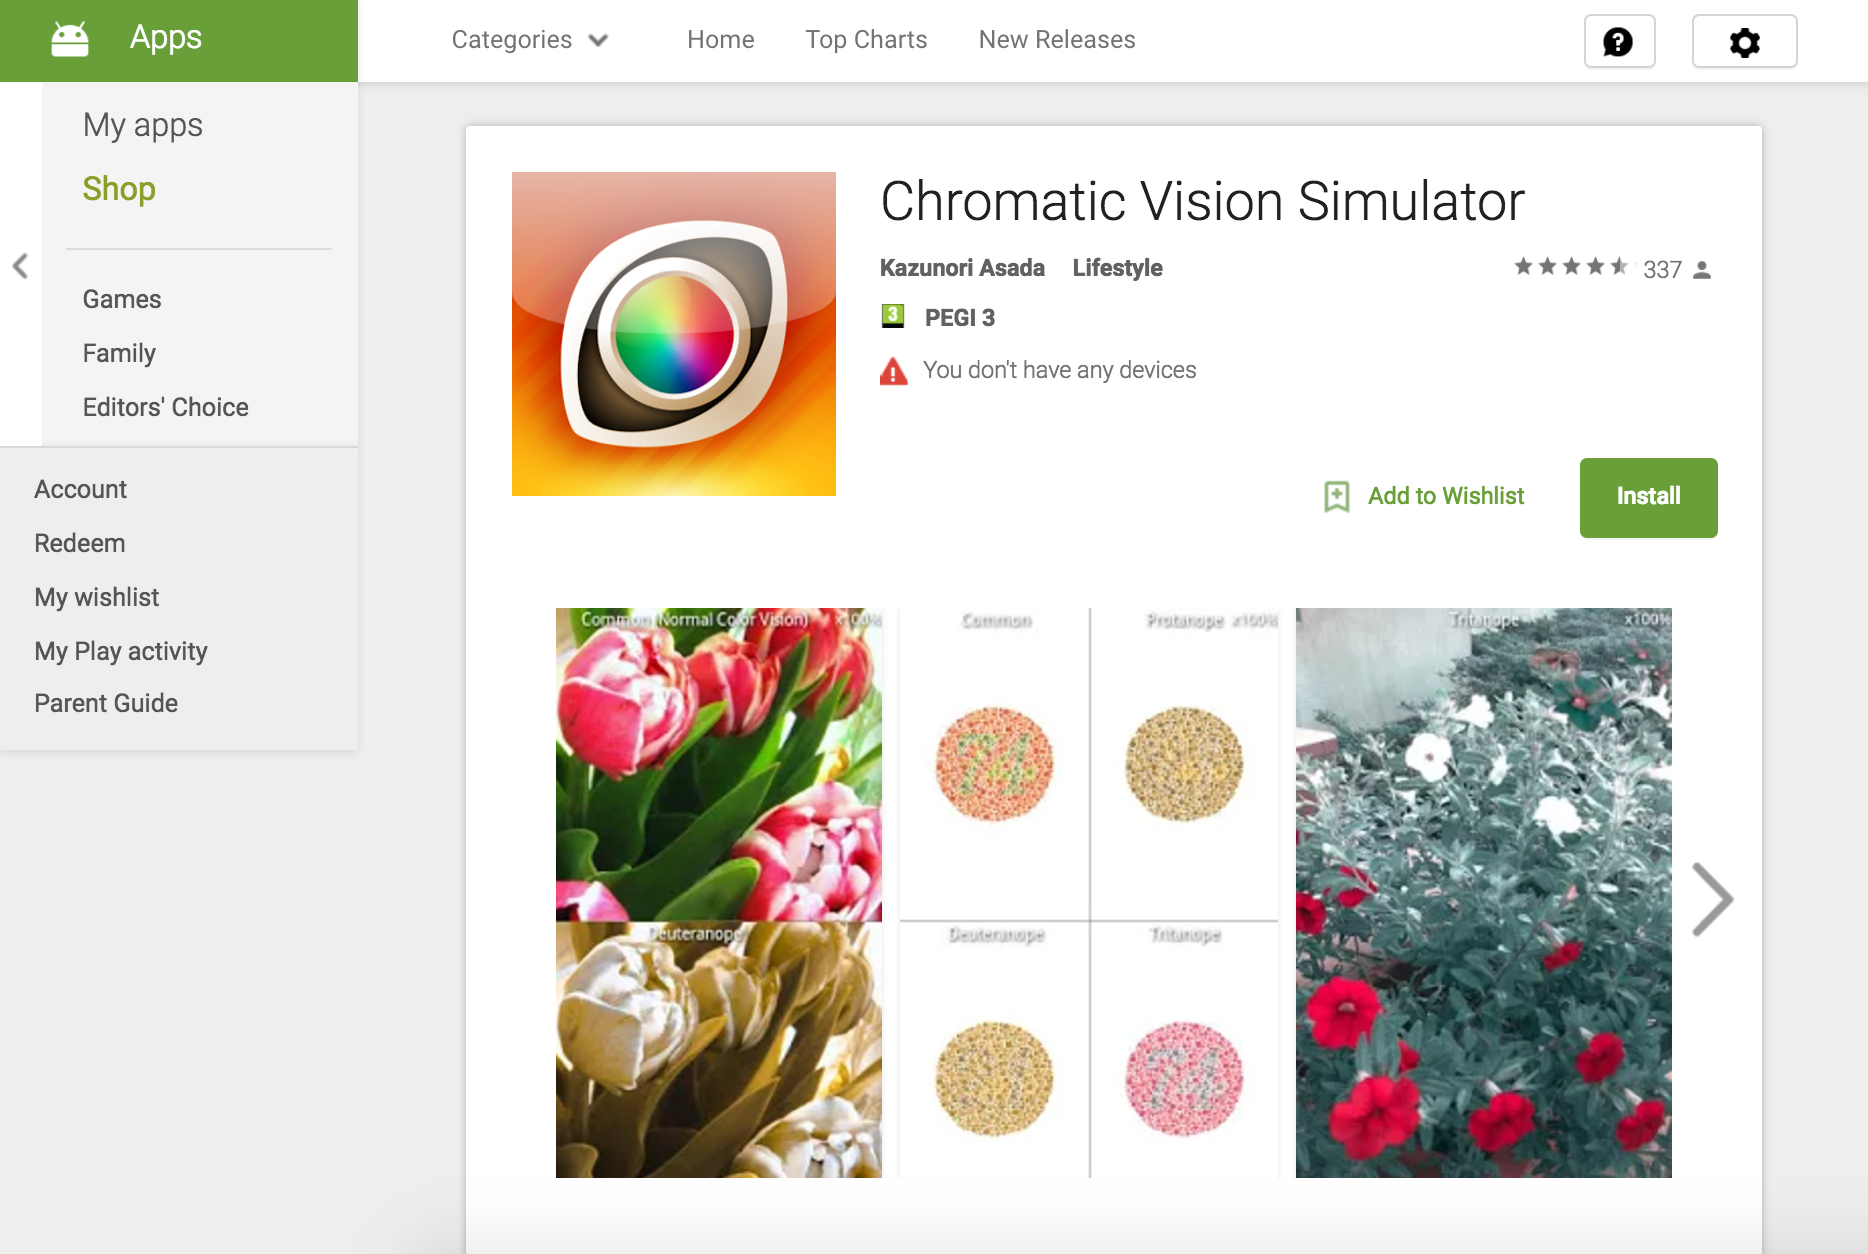 Apps
Categories
Home
Top Charts
New Releases
My apps
Shop
Games
Family
Editors' Choice
Account
Redeem
My wishlist
My Play activity
Parent Guide
Chromatic Vision Simulator
Kazunori Asada Lifestyle
337
3 PEGI 3
You don't have any devices
Add to Wishlist
Install
Common (Normal Color Vision) x100%
Deuteranope
Common
Protanope x100%
74
Deuteranope
Tritanope
74
Tritanope x100%